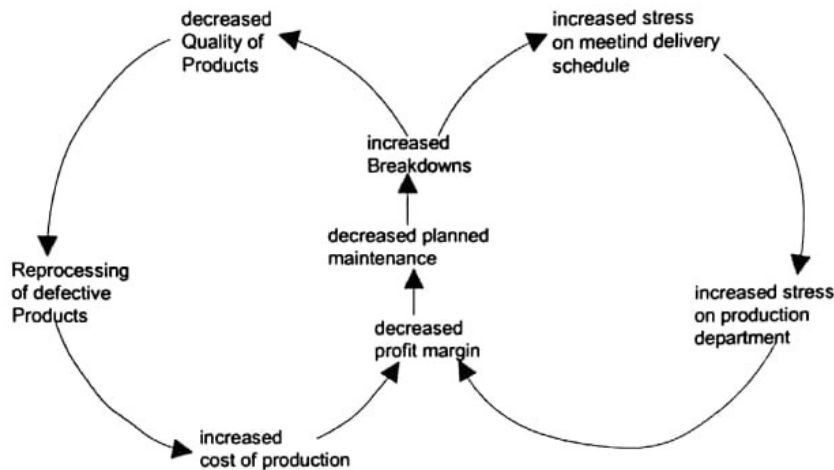 decreased
Quality of
Products
increased stress
on meetind delivery
schedule
increased
Breakdowns
decreased planned
maintenance
Reprocessing
of defective
Products
increased stress
on production
department
decreased
profit margin
increased
cost of production